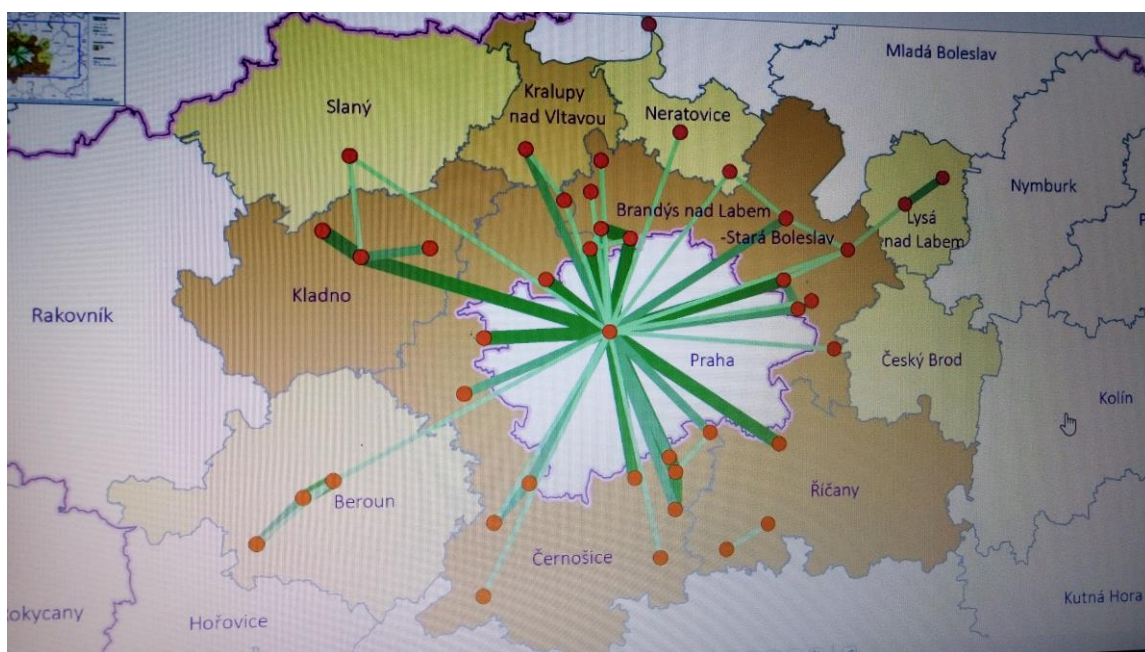 Mladá Boleslav
Slaný
Kralupy
nad Vltavou
Neratovice
Nymburk
Brandýs nad Labem
-Stará Boleslav
Lysá
nad Labem
Kladno
Rakovník
Praha
Český Brod
Kolín
Beroun
Říčany
Černošice
Kutná Hora
Hořovice
okycany